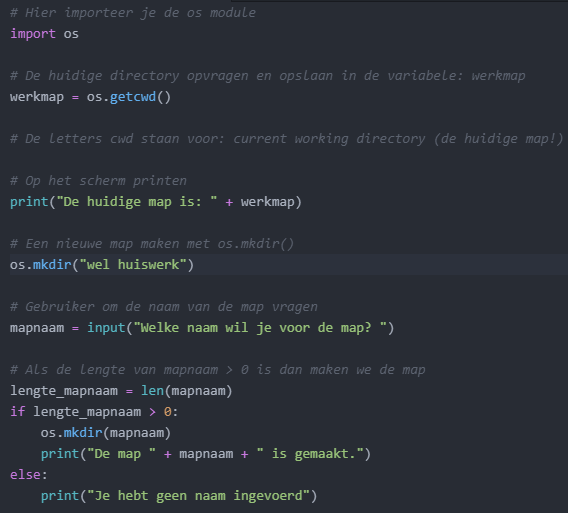 # Hier importeer je de os module
import os
# De huidige directory opvragen en opslaan in de variabele: werkmap
werkmap = os.getcwd()
# De letters cwd staan voor: current working directory (de huidige map!)
# Op het scherm printen
print("De huidige map is: " + werkmap)
# Een nieuwe map maken met os.mkdir()
os.mkdir("wel huiswerk")
# Gebruiker om de naam van de map vragen
mapnaam = input("Welke naam wil je voor de map? ")
# Als de lengte van mapnaam > 0 is dan maken we de map
lengte_mapnaam = len(mapnaam)
if lengte_mapnaam > 0:
    os.mkdir(mapnaam)
    print("De map " + mapnaam + " is gemaakt.")
else:
    print("Je hebt geen naam ingevoerd")